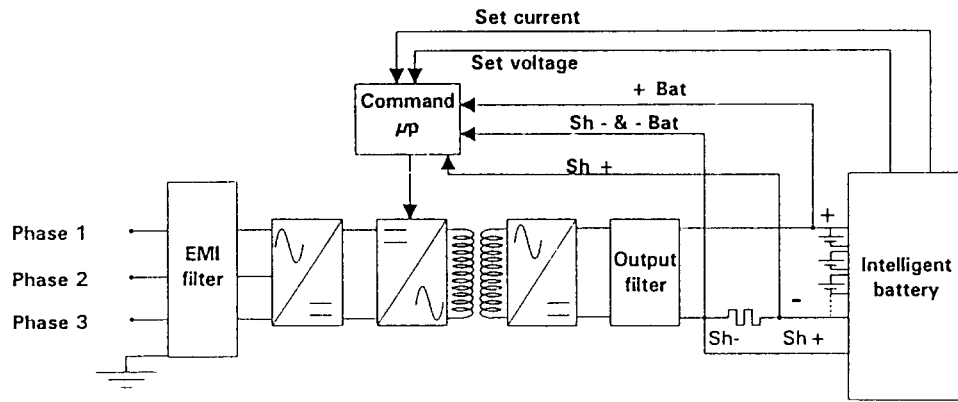 Set current
Set voltage
Command
µp
+ Bat
Sh - & - Bat
Sh +
Phase 1
Phase 2
Phase 3
EMI
filter
Output
filter
+
-
Intelligent
battery
Sh-
Sh +